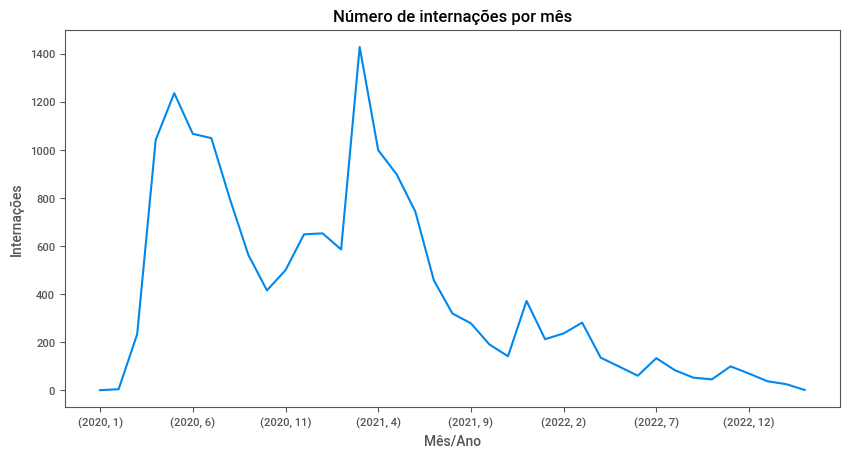 Número de internações por mês
Internações
1400
1200
1000
800
600
400
200
0
(2020, 1) (2020, 6) (2020, 11) (2021, 4) (2021, 9) (2022, 2) (2022, 7) (2022, 12)
Mês/Ano